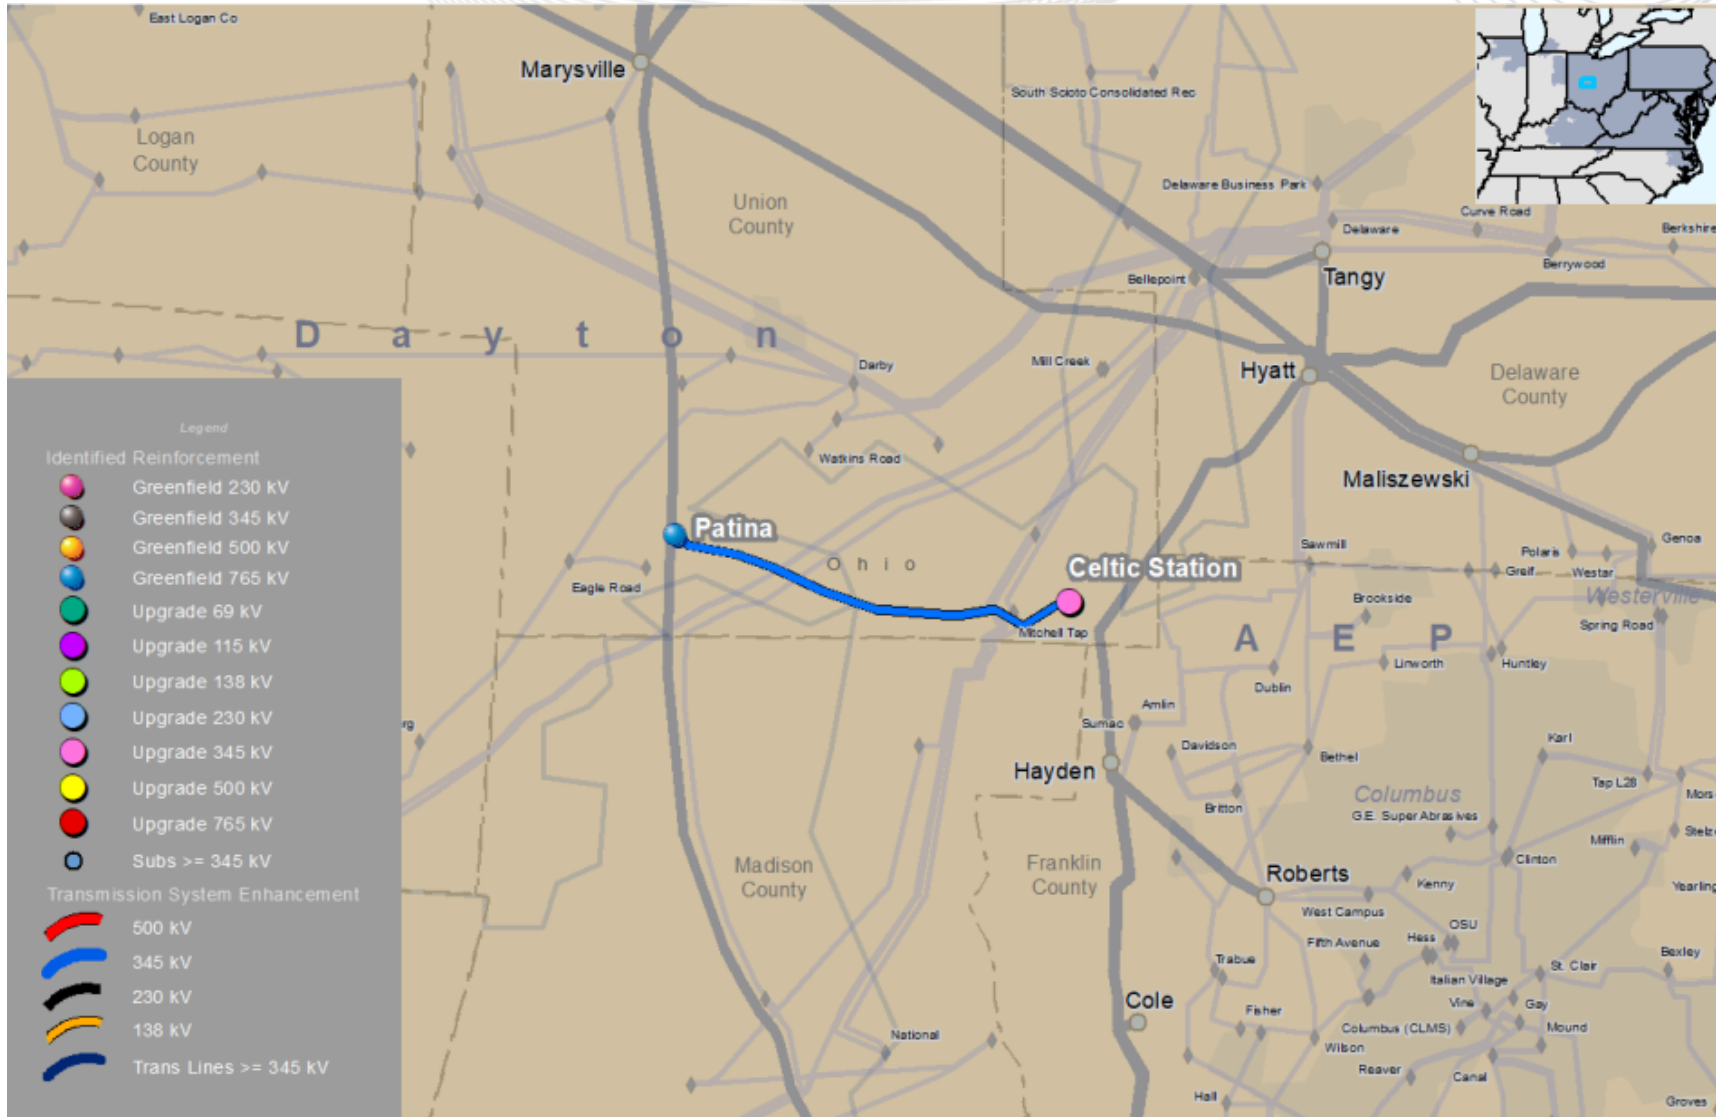 East Logan Co
Marysville
South Scioto Consolidated Rec
Logan
County
Union
County
Delaware Business Park
Curve Road
Delaware
Berkshire
Berrywood
Tangy
Bellepoint
D a y t o n
Mill Creek
Darby
Hyatt
Delaware
County
Watkins Road
Maliszewski
Patina
Ohio
Eagle Road
Celtic Station
Mitchell Tap
Sawmill
Polaris
Genoa
Greif
Westar
Westerville
Brookside
Spring Road
A E P
Linworth
Huntley
Dublin
Amlin
Sumac
Davidson
Bethel
Karl
Hayden
Tap L28
Mors
Britton
Columbus
G.E. Super Abrasives
Mifflin
Stelz
Clinton
Madison
County
Franklin
County
Roberts
Kenny
Yearling
West Campus
OSU
Fifth Avenue
Hess
Trabue
St. Clair
Bexley
Italian Village
Cole
Vine
Gay
Fisher
Columbus (CLMS)
Mound
National
Wilson
Reaver
Canal
Hall
Groves
rg
Legend
Identified Reinforcement
Greenfield 230 kV
Greenfield 345 kV
Greenfield 500 kV
Greenfield 765 kV
Upgrade 69 kV
Upgrade 115 kV
Upgrade 138 kV
Upgrade 230 kV
Upgrade 345 kV
Upgrade 500 kV
Upgrade 765 kV
Subs >= 345 kV
Transmission System Enhancement
500 kV
345 kV
230 kV
138 kV
Trans Lines >= 345 kV